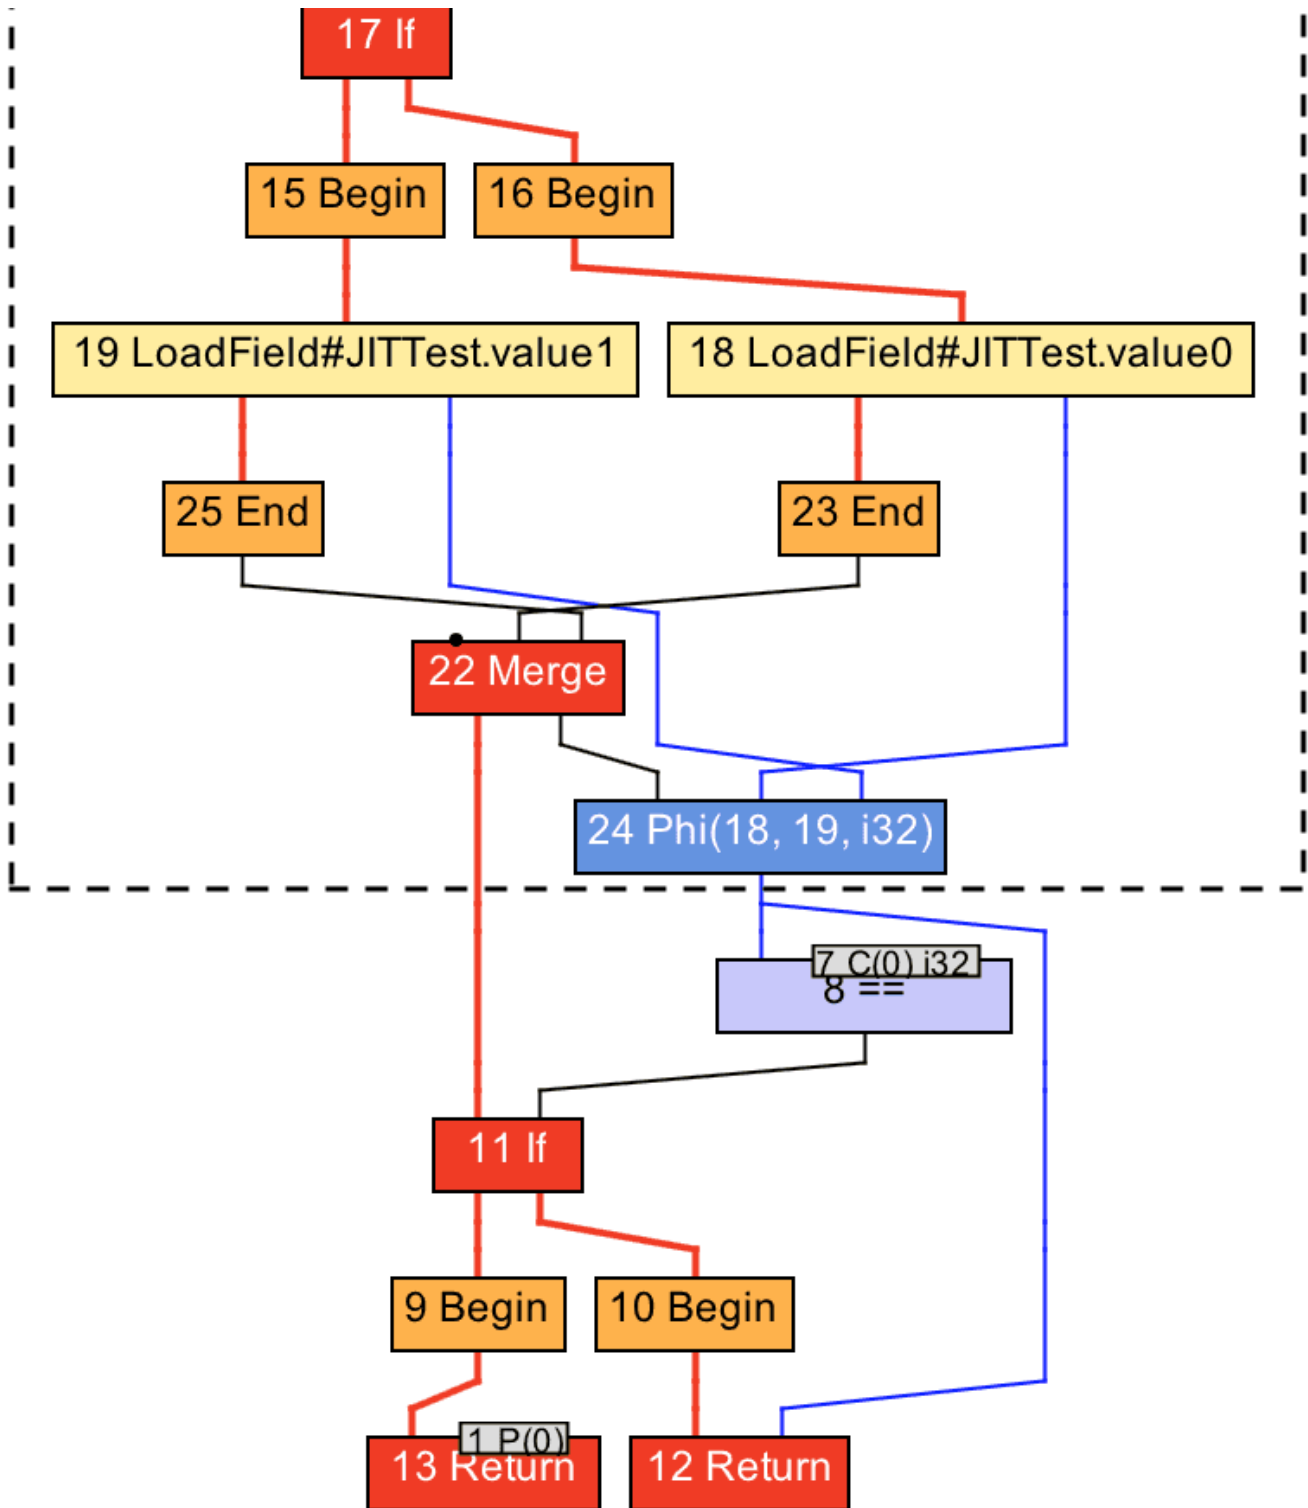 17 If
15 Begin
16 Begin
19 LoadField#JITTest.value1
18 LoadField#JITTest.value0
25 End
23 End
22 Merge
24 Phi(18, 19, i32)
7 C(0) i32
8 ==
11 If
9 Begin
10 Begin
1 P(0)
13 Return
12 Return